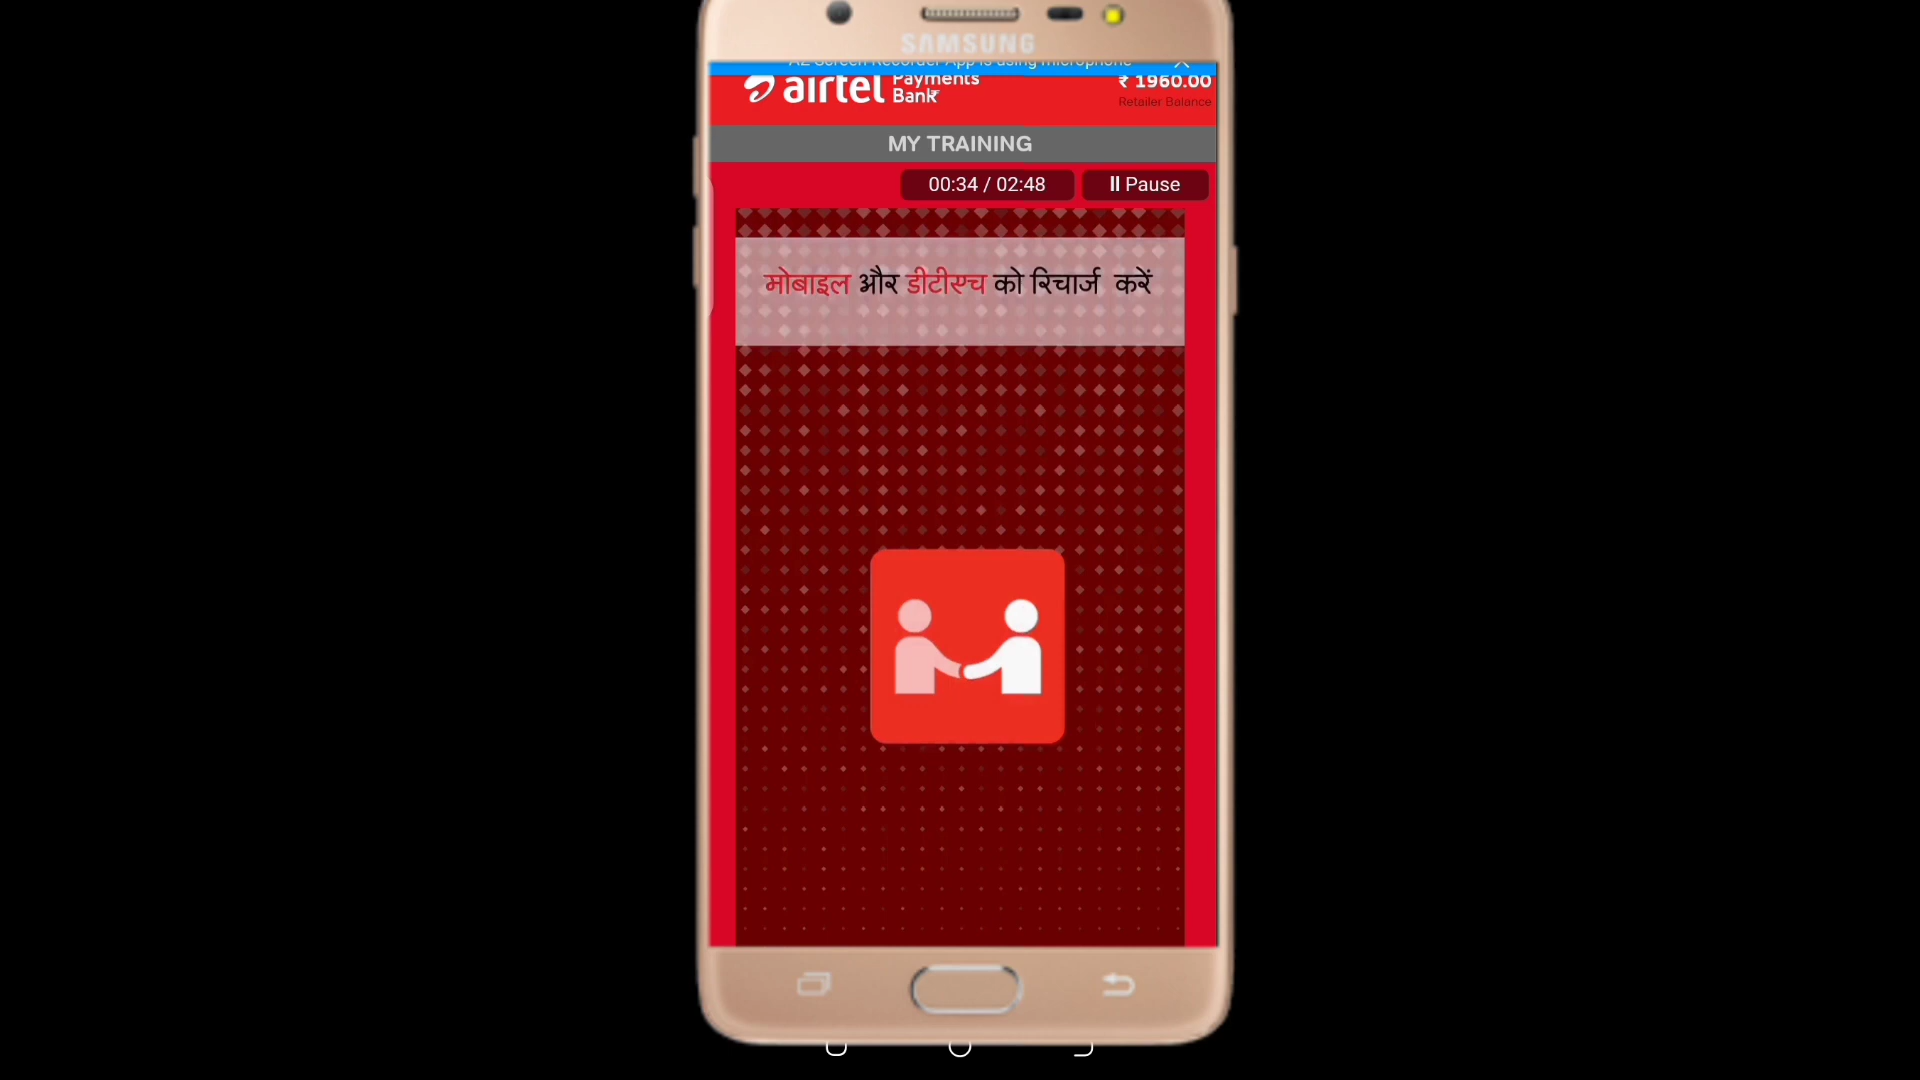 SAMSUNG
AZ Screen Recorder App is using microphone
airtel Payments Bank
₹ 1960.00
Retailer Balance
MY TRAINING
00:34 / 02:48
Pause
मोबाइल और डीटीएच को रिचार्ज करें